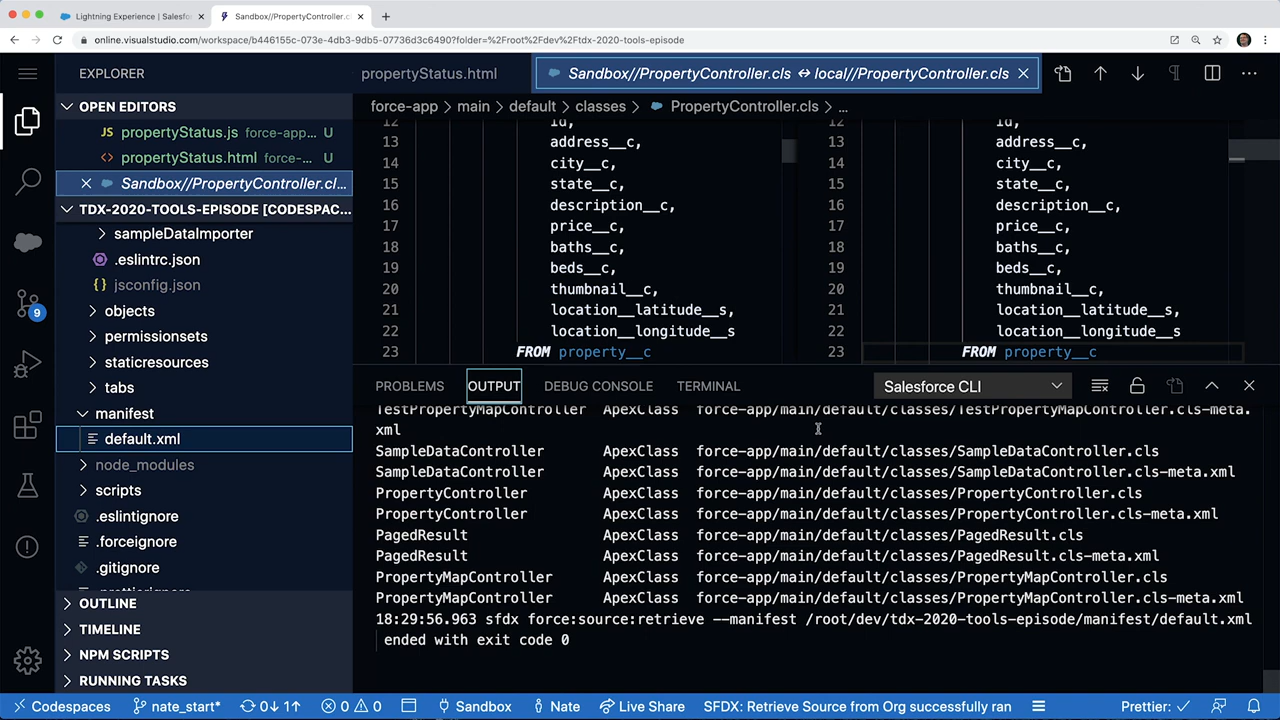 Lightning Experience | Salesfo
Sandbox//PropertyController.cls
online.visualstudio.com/workspace/b446155c-073e-4db3-9db5-07736d3c6490?folder=%2Froot%2Fdev%2Ftdx-2020-tools-episode
EXPLORER
propertyStatus.html
Sandbox//PropertyController.cls ↔ local//PropertyController.cls
OPEN EDITORS
force-app > main > default > classes > PropertyController.cls > ...
JS propertyStatus.js force-app... U
<> propertyStatus.html force-... U
Sandbox//PropertyController.cl...
TDX-2020-TOOLS-EPISODE [CODESPAC...
sampleDataImporter
.eslintrc.json
{} jsconfig.json
objects
permissionsets
staticresources
tabs
manifest
default.xml
node_modules
scripts
.eslintignore
.forceignore
.gitignore
OUTLINE
TIMELINE
NPM SCRIPTS
RUNNING TASKS
9
12 id,
13 address__c,
14 city__c,
15 state__c,
16 description__c,
17 price__c,
18 baths__c,
19 beds__c,
20 thumbnail__c,
21 location__latitude__s,
22 location__longitude__s
23 FROM property__c
12 id,
13 address__c,
14 city__c,
15 state__c,
16 description__c,
17 price__c,
18 baths__c,
19 beds__c,
20 thumbnail__c,
21 location__latitude__s,
22 location__longitude__s
23 FROM property__c
PROBLEMS OUTPUT DEBUG CONSOLE TERMINAL Salesforce CLI
TestPropertyMapController ApexClass force-app/main/default/classes/TestPropertyMapController.cls-meta.
xml
SampleDataController ApexClass force-app/main/default/classes/SampleDataController.cls
SampleDataController ApexClass force-app/main/default/classes/SampleDataController.cls-meta.xml
PropertyController ApexClass force-app/main/default/classes/PropertyController.cls
PropertyController ApexClass force-app/main/default/classes/PropertyController.cls-meta.xml
PagedResult ApexClass force-app/main/default/classes/PagedResult.cls
PagedResult ApexClass force-app/main/default/classes/PagedResult.cls-meta.xml
PropertyMapController ApexClass force-app/main/default/classes/PropertyMapController.cls
PropertyMapController ApexClass force-app/main/default/classes/PropertyMapController.cls-meta.xml
18:29:56.963 sfdx force:source:retrieve --manifest /root/dev/tdx-2020-tools-episode/manifest/default.xml
ended with exit code 0
Codespaces nate_start* 0↓ 1↑ 0 0 Sandbox Nate Live Share SFDX: Retrieve Source from Org successfully ran Prettier: ✓